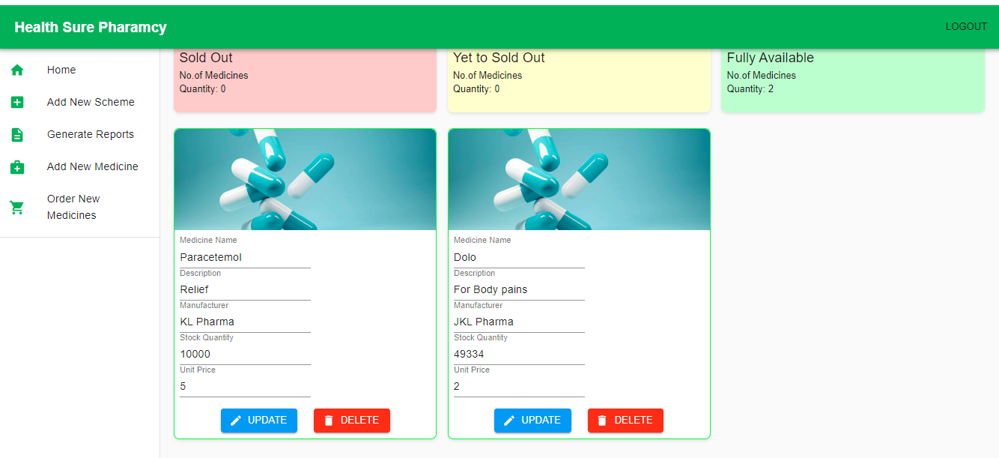 Health Sure Pharamcy
LOGOUT
Home
Add New Scheme
Generate Reports
Add New Medicine
Order New
Medicines
Sold Out
No.of Medicines
Quantity: 0
Yet to Sold Out
No.of Medicines
Quantity: 0
Fully Available
No.of Medicines
Quantity: 2
Medicine Name
Paracetemol
Description
Relief
Manufacturer
KL Pharma
Stock Quantity
10000
Unit Price
5
UPDATE
DELETE
Medicine Name
Dolo
Description
For Body pains
Manufacturer
JKL Pharma
Stock Quantity
49334
Unit Price
2
UPDATE
DELETE